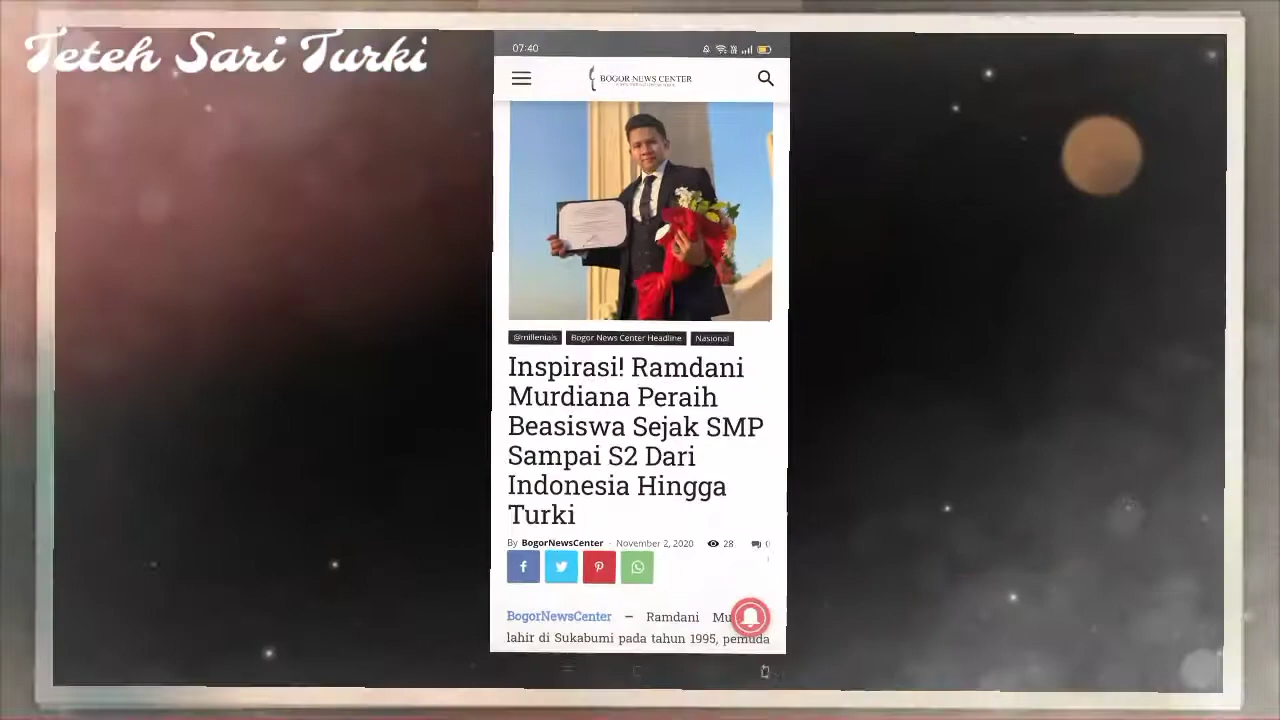 Teteh Sari Turki
07:40
BOGOR NEWS CENTER
@millenials
Bogor News Center Headline
Nasional
Inspirasi! Ramdani
Murdiana Peraih
Beasiswa Sejak SMP
Sampai S2 Dari
Indonesia Hingga
Turki
By BogorNewsCenter - November 2, 2020 28 0
BogorNewsCenter – Ramdani
lahir di Sukabumi pada tahun 1995, pemuda